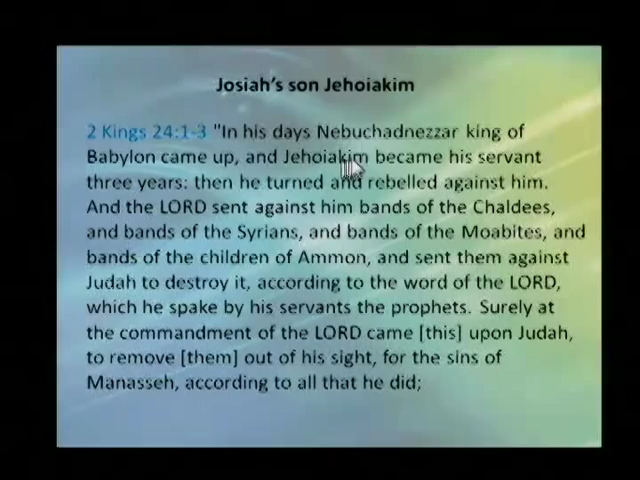 Josiah's son Jehoiakim
2 Kings 24:1-3 "In his days Nebuchadnezzar king of
Babylon came up, and Jehoiakim became his servant
three years: then he turned and rebelled against him.
And the LORD sent against him bands of the Chaldees,
and bands of the Syrians, and bands of the Moabites, and
bands of the children of Ammon, and sent them against
Judah to destroy it, according to the word of the LORD,
which he spake by his servants the prophets. Surely at
the commandment of the LORD came [this] upon Judah,
to remove [them] out of his sight, for the sins of
Manasseh, according to all that he did;